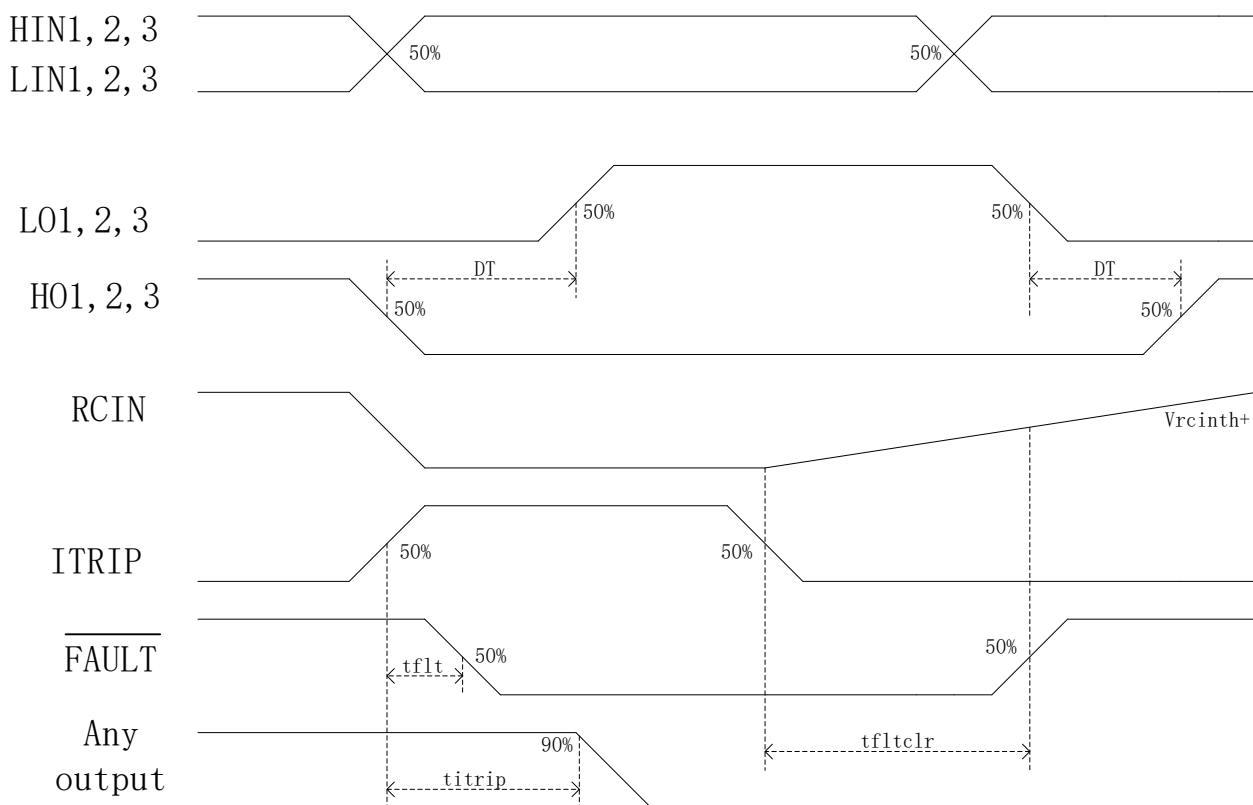 HIN1, 2, 3
50%
50%
LIN1, 2, 3
LO1, 2, 3
50%
50%
DT
DT
HO1, 2, 3
50%
50%
RCIN
Vrcinth+
ITRIP
50%
50%
FAULT
50%
50%
tflt
Any
output
90%
tfltclr
titrip